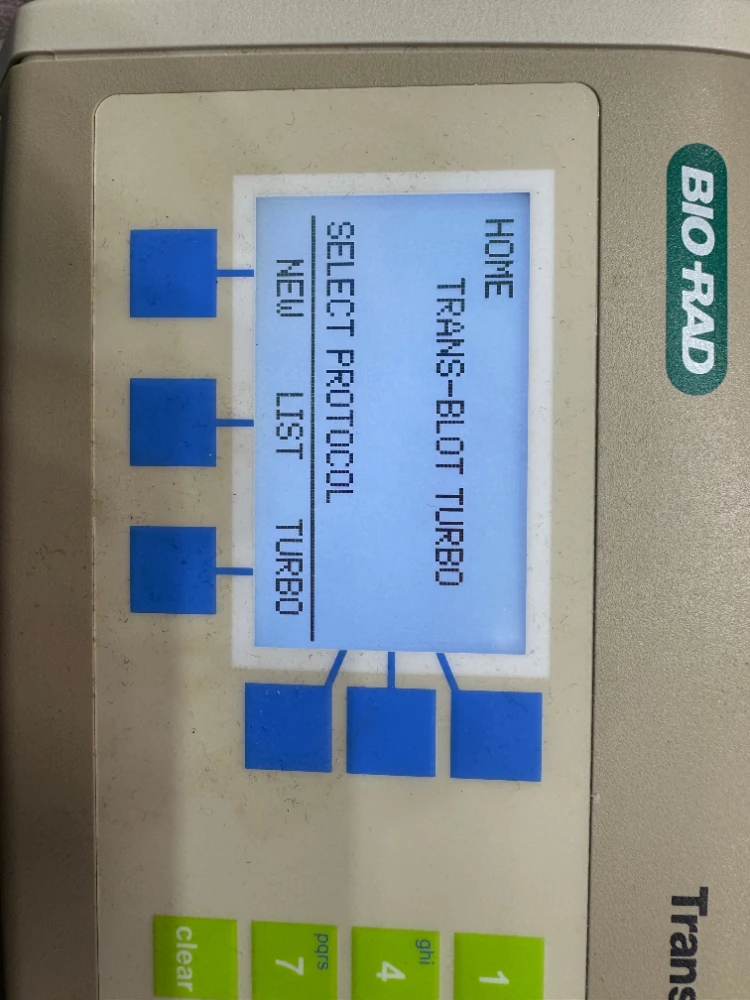 BIO-RAD
HOME
TRANS-BLOT TURBO
SELECT PROTOCOL
NEW LIST TURBO
Trans
1
ghi
4
pqrs
7
clear